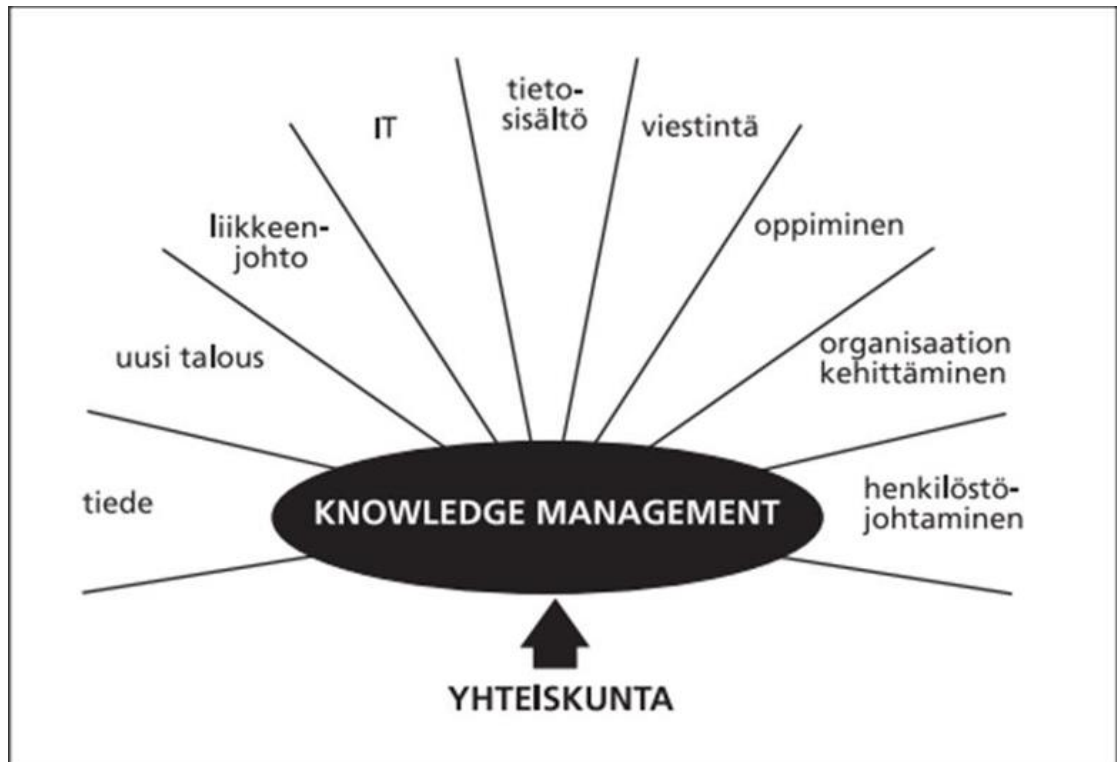 tieto-
sisältö
IT
viestintä
liikkeen-
johto
oppiminen
uusi talous
organisaation
kehittäminen
tiede
KNOWLEDGE MANAGEMENT
henkilöstö-
johtaminen
YHTEISKUNTA